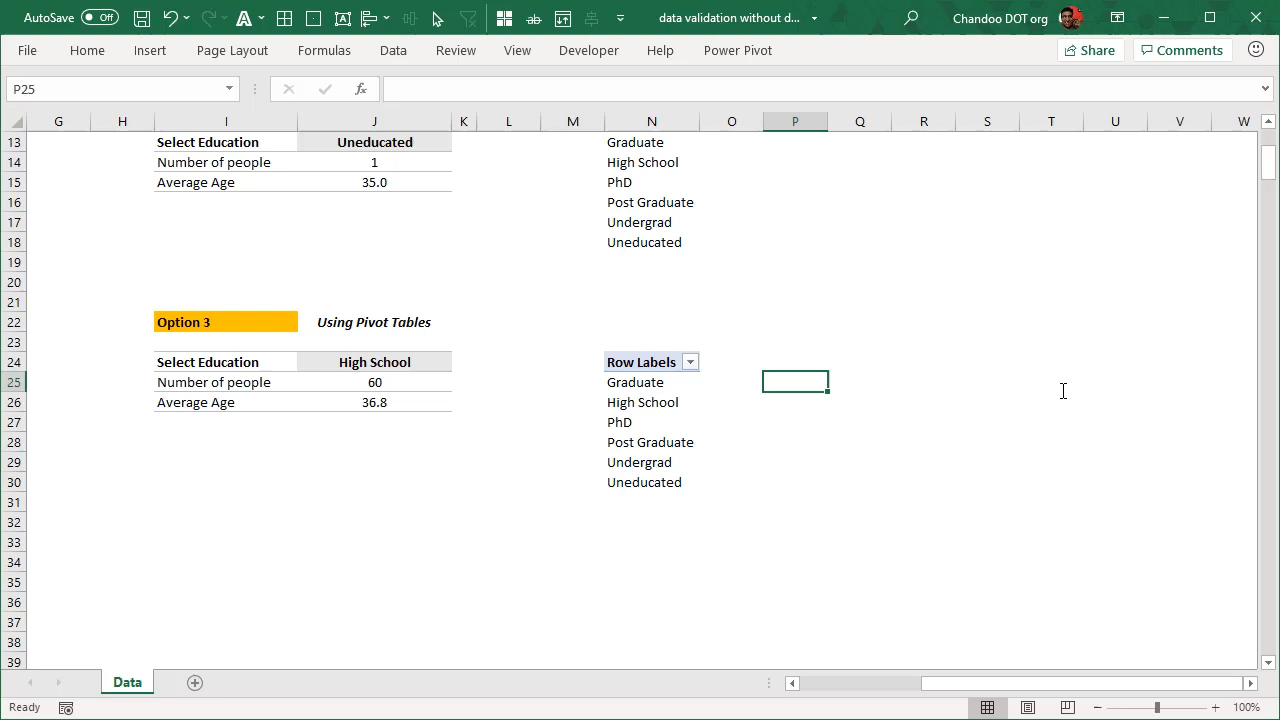 AutoSave Off data validation without d... Chandoo DOT org
File Home Insert Page Layout Formulas Data Review View Developer Help Power Pivot Share Comments
P25 fx
G H I J K L M N O P Q R S T U V W
13 Select Education Uneducated Graduate
14 Number of people 1 High School
15 Average Age 35.0 PhD
16 Post Graduate
17 Undergrad
18 Uneducated
19
20
21
22 Option 3 Using Pivot Tables
23
24 Select Education High School Row Labels
25 Number of people 60 Graduate
26 Average Age 36.8 High School
27 PhD
28 Post Graduate
29 Undergrad
30 Uneducated
31
32
33
34
35
36
37
38
39
Data
Ready 100%